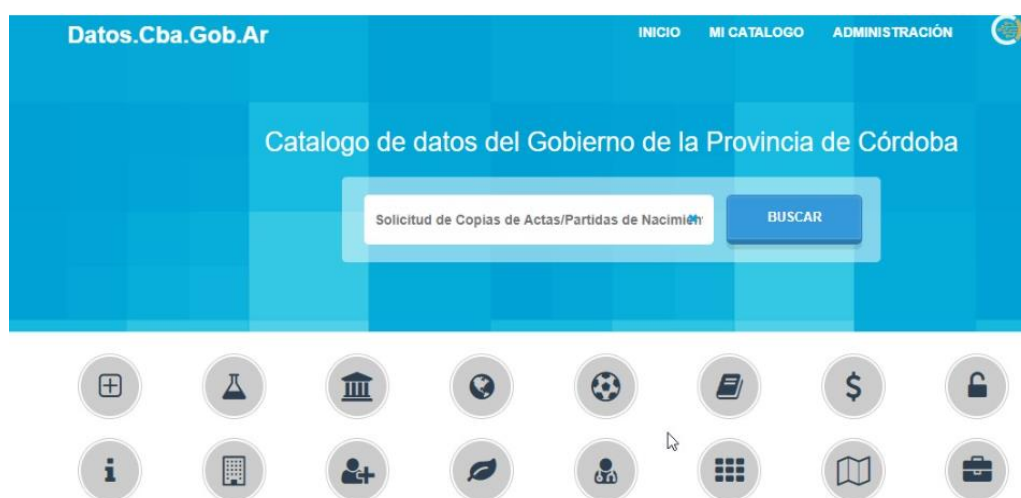 Datos.Cba.Gob.Ar
INICIO MI CATALOGO ADMINISTRACIÓN
Catalogo de datos del Gobierno de la Provincia de Córdoba
Solicitud de Copias de Actas/Partidas de Nacimien
BUSCAR